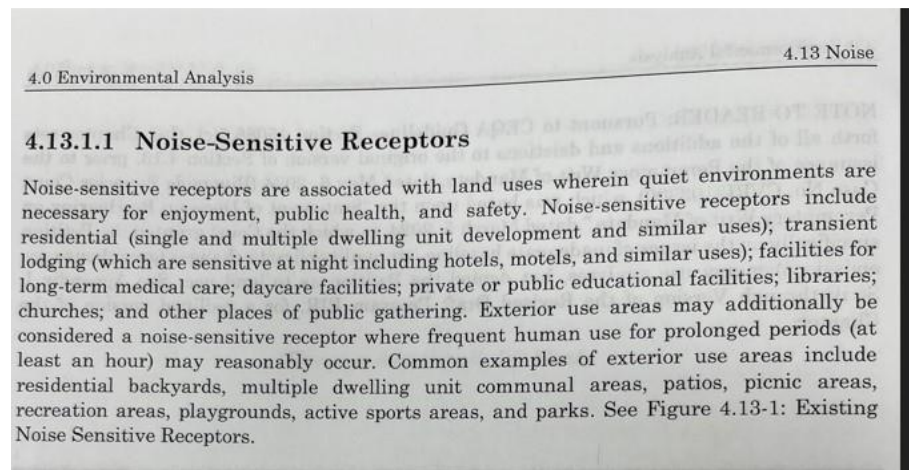 4.13 Noise
4.0 Environmental Analysis
4.13.1.1 Noise-Sensitive Receptors
Noise-sensitive receptors are associated with land uses wherein quiet environments are
necessary for enjoyment, public health, and safety. Noise-sensitive receptors include
residential (single and multiple dwelling unit development and similar uses); transient
lodging (which are sensitive at night including hotels, motels, and similar uses); facilities for
long-term medical care; daycare facilities; private or public educational facilities; libraries;
churches; and other places of public gathering. Exterior use areas may additionally be
considered a noise-sensitive receptor where frequent human use for prolonged periods (at
least an hour) may reasonably occur. Common examples of exterior use areas include
residential backyards, multiple dwelling unit communal areas, patios, picnic areas,
recreation areas, playgrounds, active sports areas, and parks. See Figure 4.13-1: Existing
Noise Sensitive Receptors.